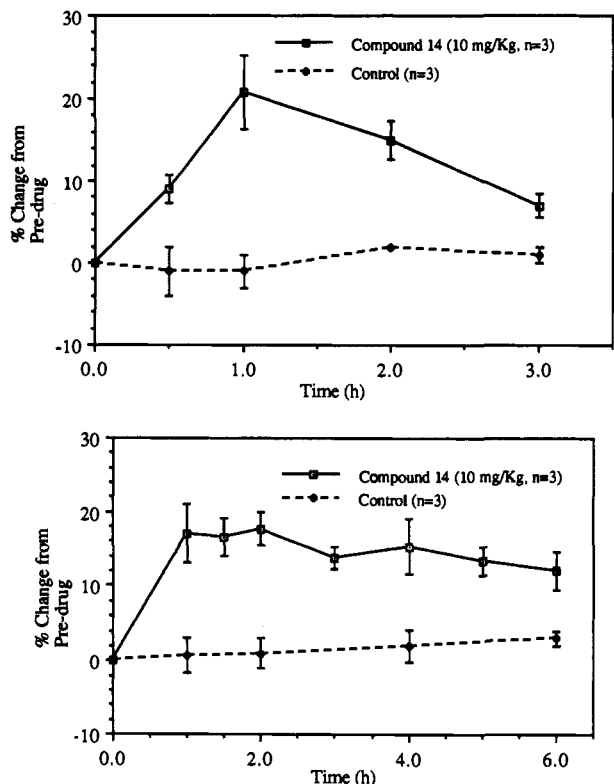 30
Compound 14 (10 mg/Kg, n=3)
Control (n=3)
20
10
0
-10
% Change from
Pre-drug
0.0 1.0 2.0 3.0
Time (h)
30
Compound 14 (10 mg/Kg, n=3)
Control (n=3)
20
10
0
-10
% Change from
Pre-drug
0.0 2.0 4.0 6.0
Time (h)